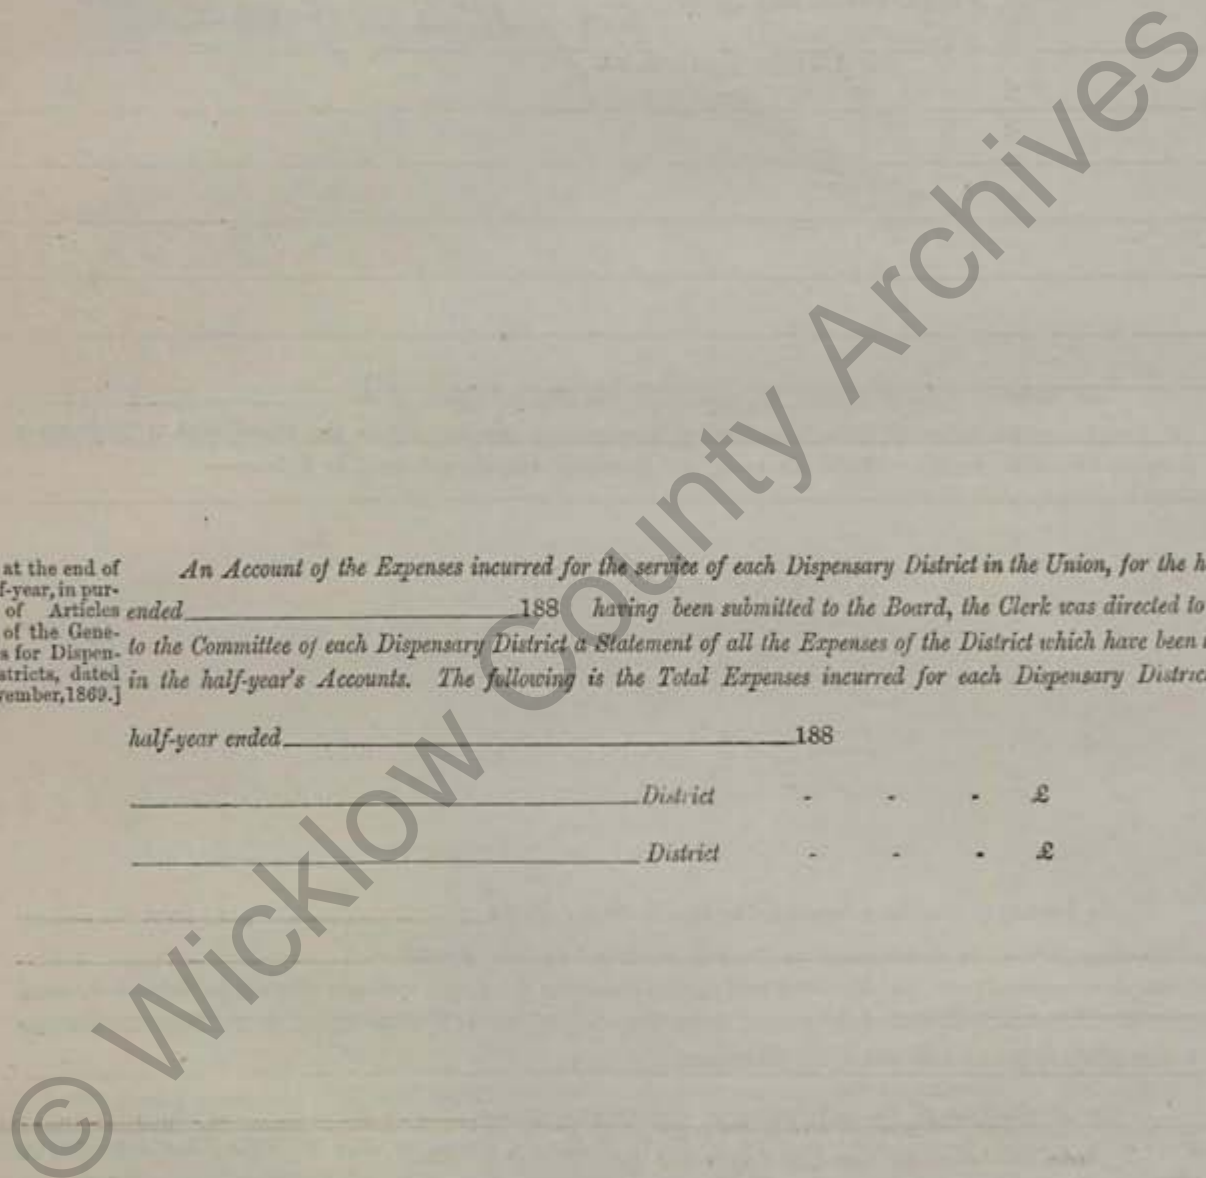 at the end of
f-year, in pur-
of Articles
of the Gene-
s for Dispen-
stricts, dated
vember, 1869.]
An Account of the Expenses incurred for the service of each Dispensary District in the Union, for the h
ended 188 having been submitted to the Board, the Clerk was directed to
to the Committee of each Dispensary District a Statement of all the Expenses of the District which have been
in the half-year's Accounts. The following is the Total Expenses incurred for each Dispensary Distric
half-year ended 188
District - - - £
District - - - £
© Wicklow County Archives